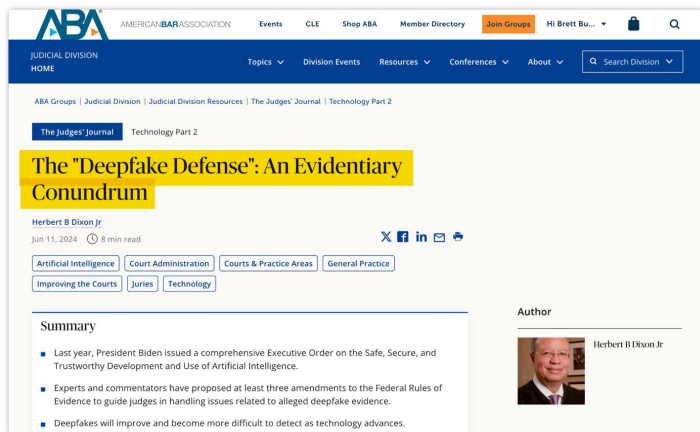 ABA AMERICANBARASSOCIATION Events CLE Shop ABA Member Directory Join Groups Hi Brett Bu...
JUDICIAL DIVISION
HOME
Topics Division Events Resources Conferences About Search Division
ABA Groups | Judicial Division | Judicial Division Resources | The Judges' Journal | Technology Part 2
The Judges' Journal Technology Part 2
The "Deepfake Defense": An Evidentiary
Conundrum
Herbert B Dixon Jr
Jun 11, 2024 8 min read
Artificial Intelligence Court Administration Courts & Practice Areas General Practice
Improving the Courts Juries Technology
Summary
■ Last year, President Biden issued a comprehensive Executive Order on the Safe, Secure, and
Trustworthy Development and Use of Artificial Intelligence.
■ Experts and commentators have proposed at least three amendments to the Federal Rules of
Evidence to guide judges in handling issues related to alleged deepfake evidence.
■ Deepfakes will improve and become more difficult to detect as technology advances.
Author
Herbert B Dixon Jr